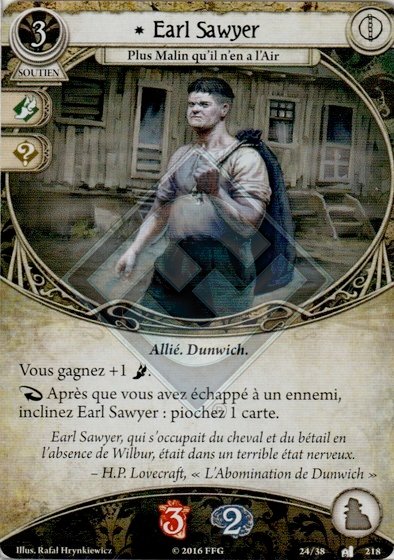 3
SOUTIEN
Earl Sawyer
Plus Malin qu'il n'en a l'Air
Allié. Dunwich.
Vous gagnez +1 .
Après que vous avez échappé à un ennemi,
inclinez Earl Sawyer : piochez 1 carte.
Earl Sawyer, qui s'occupait du cheval et du bétail en
l'absence de Wilbur, était dans un terrible état nerveux.
– H.P. Lovecraft, « L'Abomination de Dunwich »
3 2
Illus. Rafał Hrynkiewicz © 2016 FFG 24/38 218